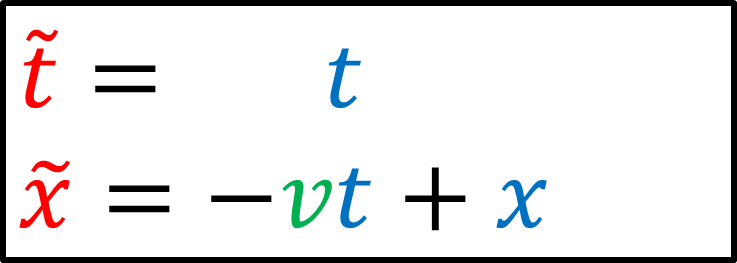 t̃ = t
x̃ = −vt + x